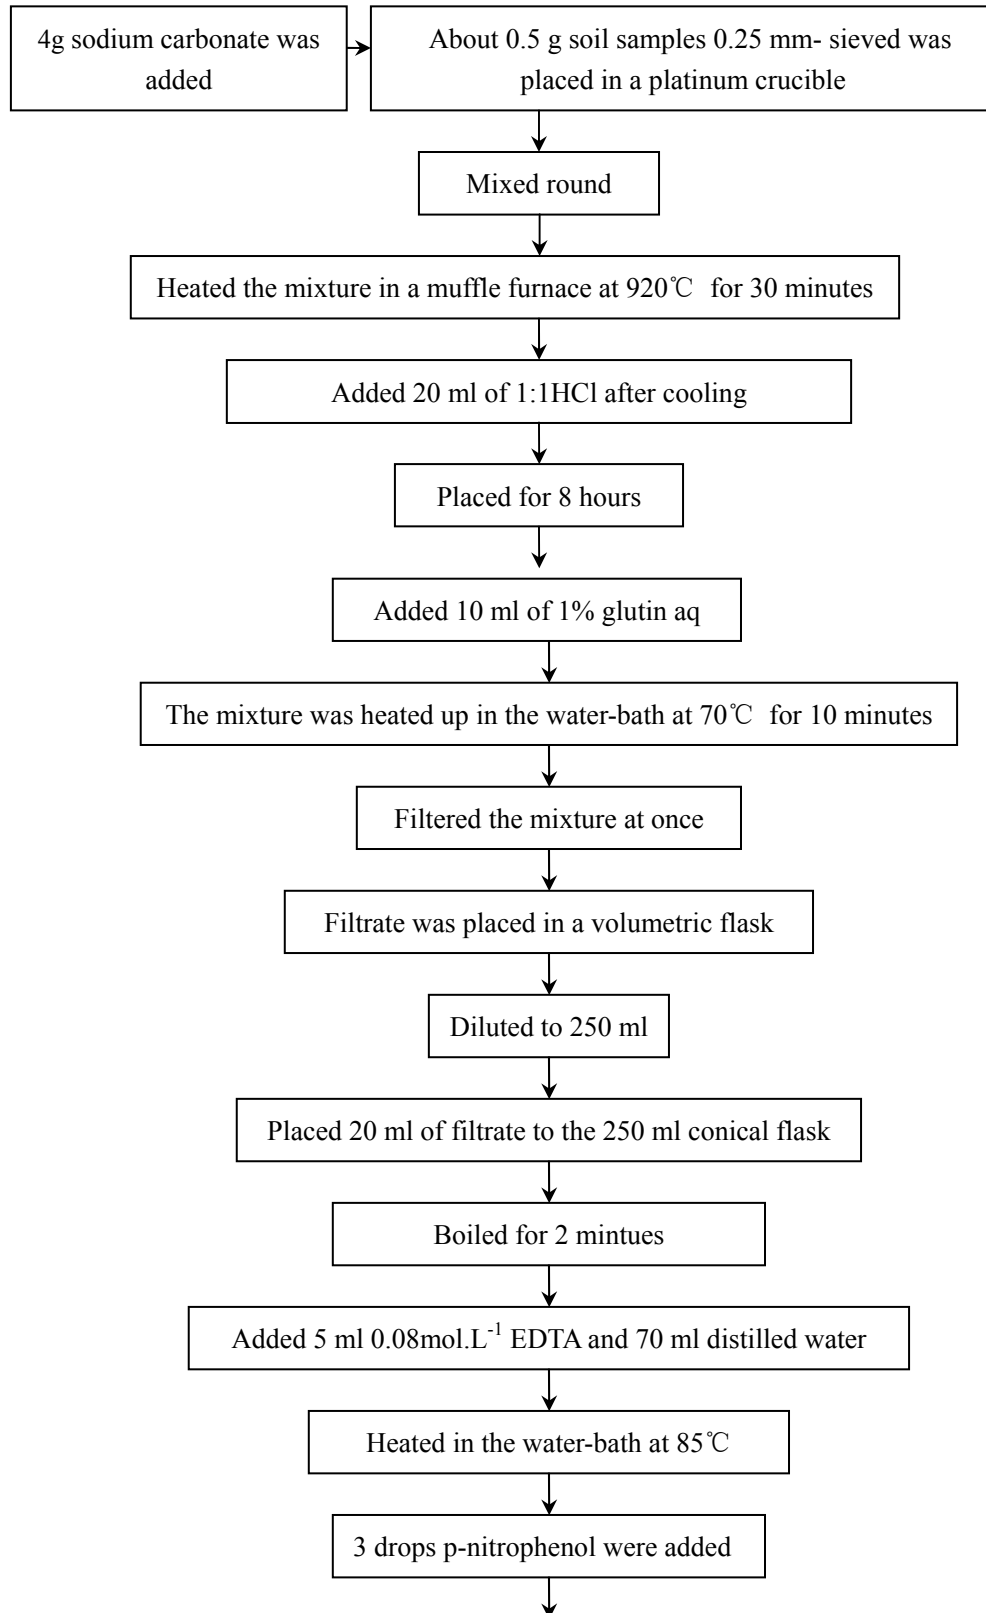 4g sodium carbonate was
added
About 0.5 g soil samples 0.25 mm- sieved was
placed in a platinum crucible
Mixed round
Heated the mixture in a muffle furnace at 920℃ for 30 minutes
Added 20 ml of 1:1HCl after cooling
Placed for 8 hours
Added 10 ml of 1% glutin aq
The mixture was heated up in the water-bath at 70℃ for 10 minutes
Filtered the mixture at once
Filtrate was placed in a volumetric flask
Diluted to 250 ml
Placed 20 ml of filtrate to the 250 ml conical flask
Boiled for 2 mintues
Added 5 ml 0.08mol.L⁻¹ EDTA and 70 ml distilled water
Heated in the water-bath at 85℃
3 drops p-nitrophenol were added